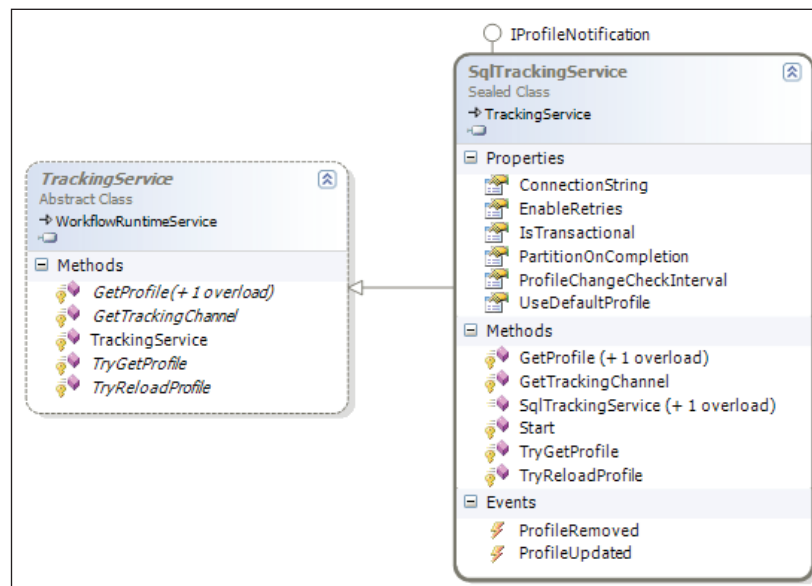 IProfileNotification
SqlTrackingService
Sealed Class
TrackingService
Properties
ConnectionString
EnableRetries
IsTransactional
PartitionOnCompletion
ProfileChangeCheckInterval
UseDefaultProfile
Methods
GetProfile (+ 1 overload)
GetTrackingChannel
SqlTrackingService (+ 1 overload)
Start
TryGetProfile
TryReloadProfile
Events
ProfileRemoved
ProfileUpdated
TrackingService
Abstract Class
WorkflowRuntimeService
Methods
GetProfile (+ 1 overload)
GetTrackingChannel
TrackingService
TryGetProfile
TryReloadProfile